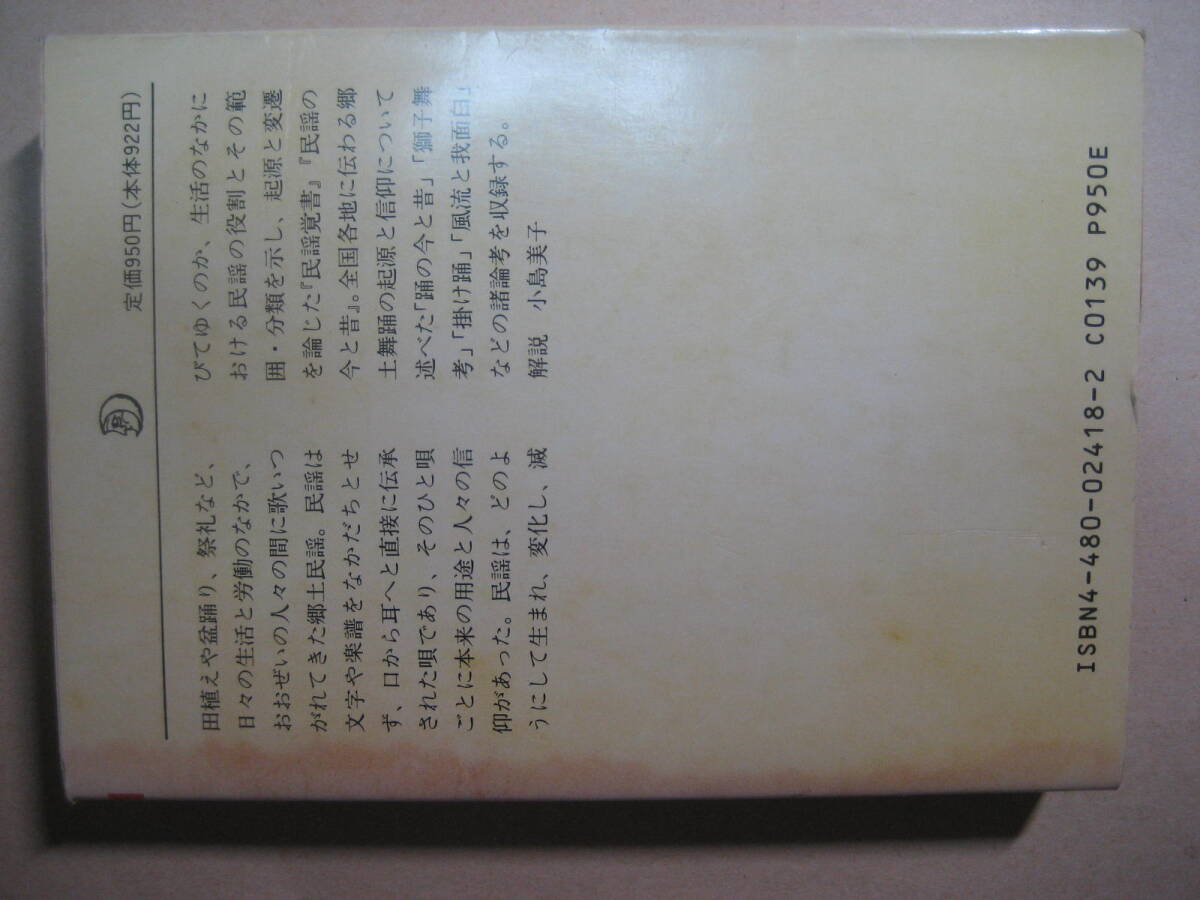 田植えや盆踊り、祭礼など、
日々の生活と労働のなかで、
おおぜいの人々の間に歌いつ
がれてきた郷土民謡。民謡は
文字や楽譜をなかだちとせ
ず、口から耳へと直接に伝承
された唄であり、そのひと唄
ごとに本来の用途と人々の信
仰があった。民謡は、どのよ
うにして生まれ、変化し、滅
びてゆくのか、生活のなかに
おける民謡の役割とその範
囲・分類を示し、起源と変遷
を論じた『民謡覚書』『民謡の
今と昔』。全国各地に伝わる郷
土舞踊の起源と信仰について
述べた「踊の今と昔」「獅子舞
考」「掛け踊」「風流と我面白」
などの諸論考を収録する。
解説　小島美子
定価950円(本体922円)
ISBN4-480-02418-2 C0139 P950E